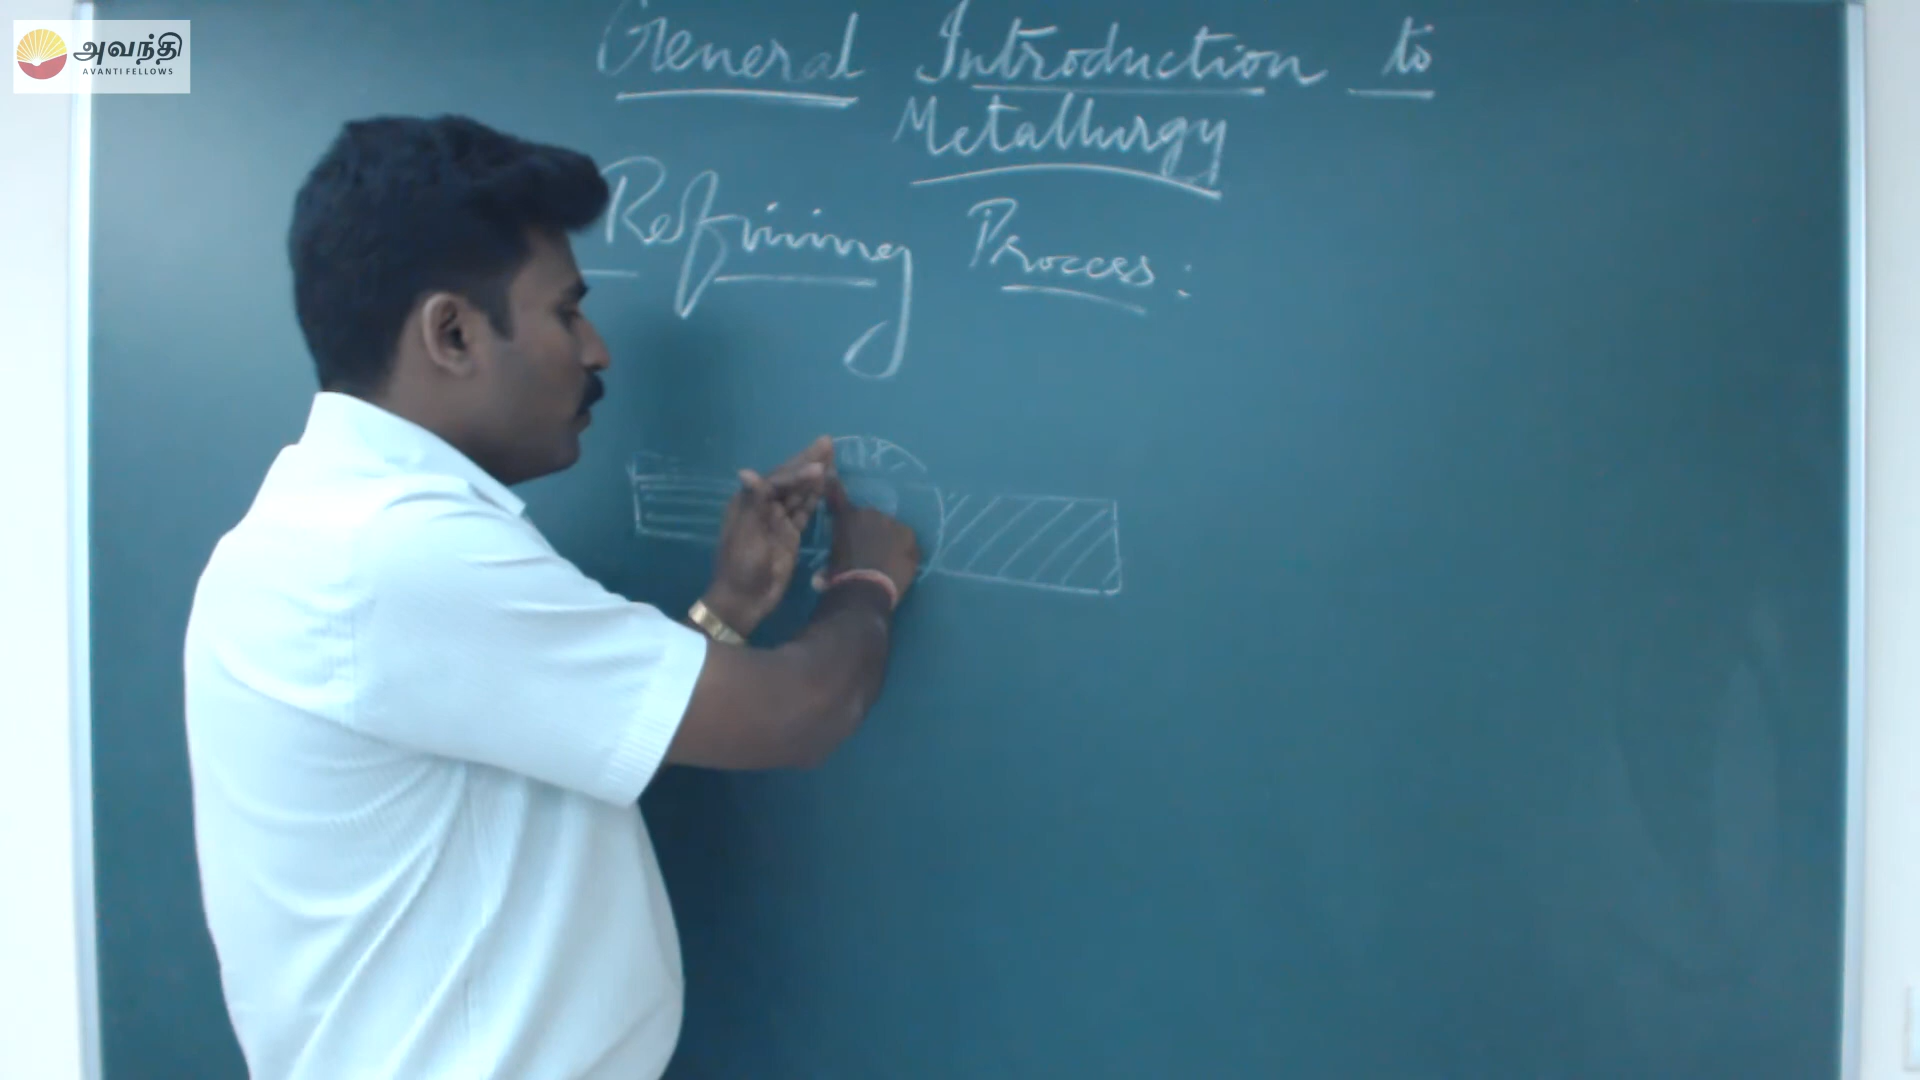 அவந்தி
AVANTI FELLOWS
General Introduction to
Metallurgy
Refining Process: